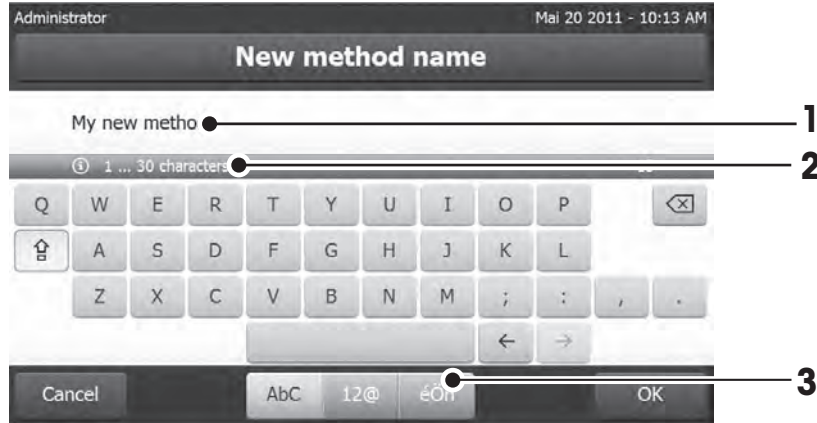 Administrator Mai 20 2011 - 10:13 AM
New method name
My new metho 1
ⓘ 1 ... 30 characters 2
Q W E R T Y U I O P
A S D F G H J K L
Z X C V B N M ; : , .
← →
Cancel AbC 12@ OK 3